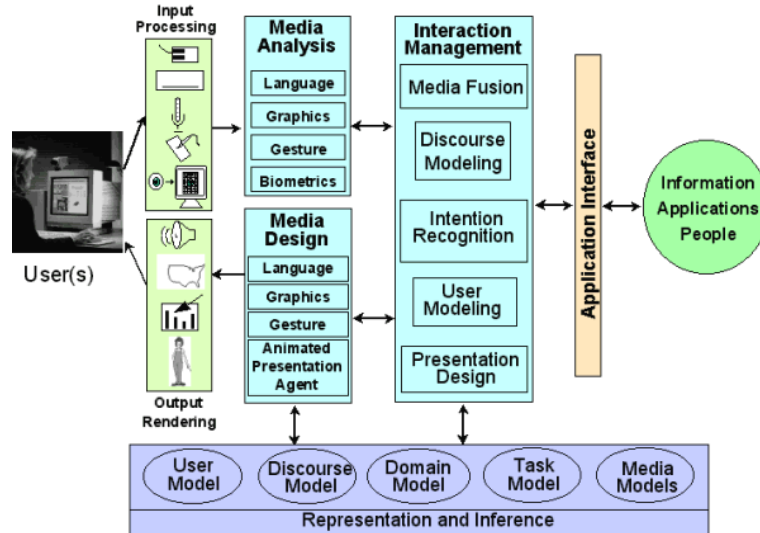 Input
Processing
Media
Analysis
Language
Graphics
Gesture
Biometrics
Interaction
Management
Media Fusion
Discourse
Modeling
Intention
Recognition
User
Modeling
Presentation
Design
Application Interface
Information
Applications
People
User(s)
Media
Design
Language
Graphics
Gesture
Animated
Presentation
Agent
Output
Rendering
User
Model
Discourse
Model
Domain
Model
Task
Model
Media
Models
Representation and Inference